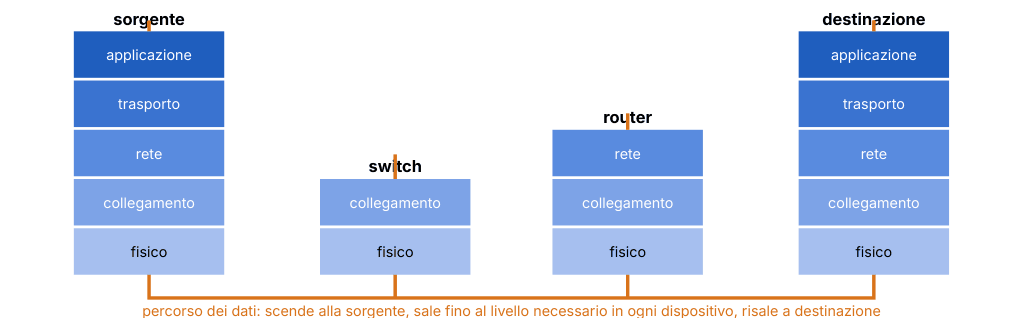 sorgente
applicazione
trasporto
rete
collegamento
fisico
switch
collegamento
fisico
router
rete
collegamento
fisico
destinazione
applicazione
trasporto
rete
collegamento
fisico
percorso dei dati: scende alla sorgente, sale fino al livello necessario in ogni dispositivo, risale a destinazione